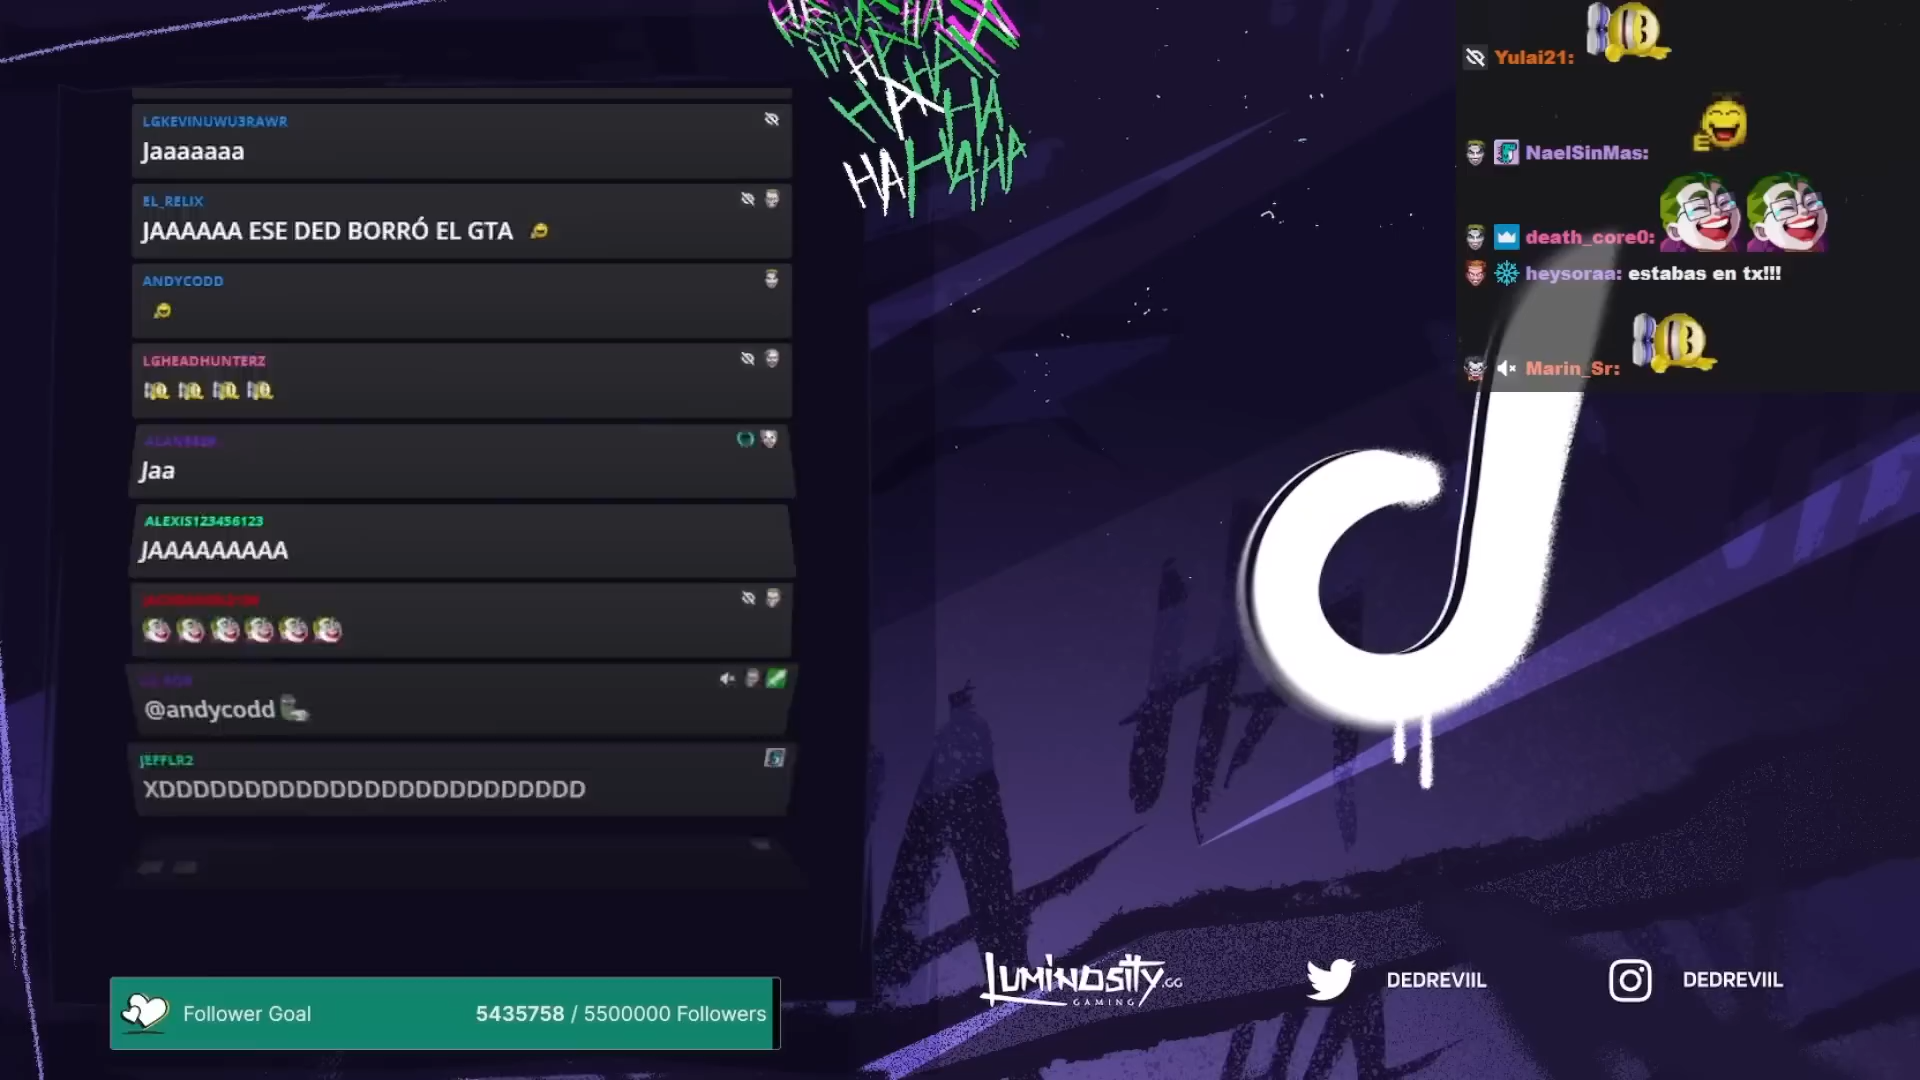 LGKEVINUWU3RAWR
Jaaaaaaa
EL_RELIX
JAAAAAA ESE DED BORRÓ EL GTA
ANDYCODD
LGHEADHUNTERZ
Jaa
ALEXIS123456123
JAAAAAAAAA
@andycodd
JEFFLR2
XDDDDDDDDDDDDDDDDDDDDDDDDD
Follower Goal
5435758 / 5500000 Followers
HA HA HA HA
HA HAHAHA
Yulai21:
NaelSinMas:
death_core0:
heysoraa: estabas en tx!!!
Marin_Sr:
LUMINOSITY.GG
GAMING
DEDREVIIL
DEDREVIIL